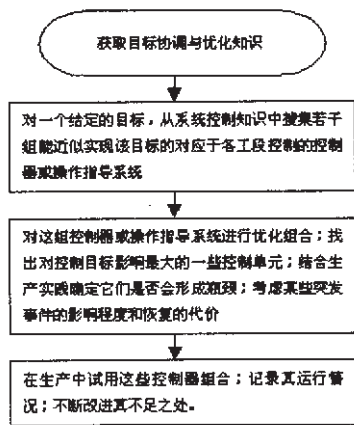 获取目标协调与优化知识
对一个给定的目标，从系统控制知识中搜集若干
组能近似实现该目标的对应于各工段控制的控制
器或操作指导系统
对这组控制器或操作指导系统进行优化组合；找
出对控制目标影响最大的一些控制单元；结合生
产实践确定它们是否会形成瓶颈；考虑某些突发
事件的影响程度和恢复的代价
在生产中试用这些控制器组合；记录其运行情
况；不断改进其不足之处。